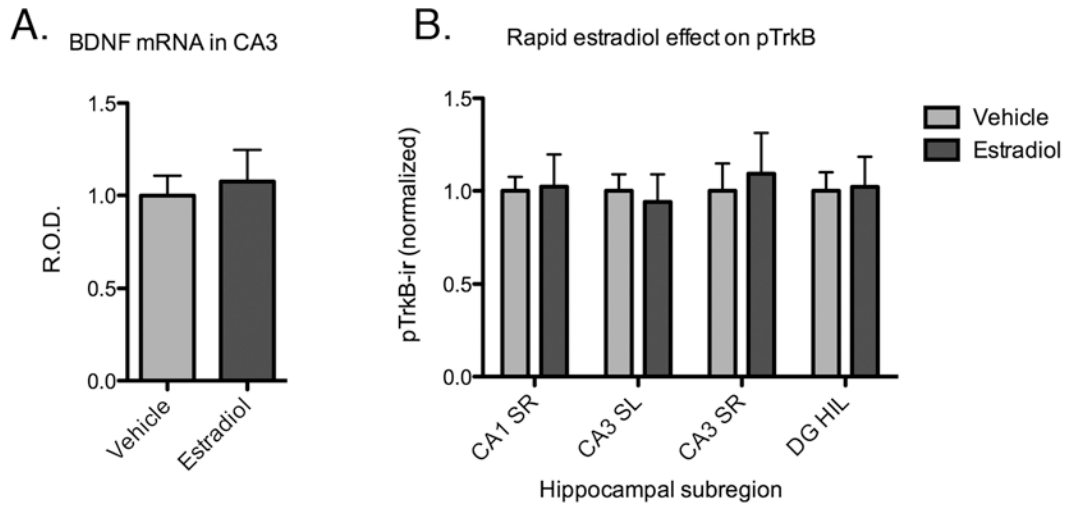 A.
BDNF mRNA in CA3
R.O.D.
1.5
1.0
0.5
0.0
Vehicle
Estradiol
B.
Rapid estradiol effect on pTrkB
pTrkB-ir (normalized)
1.5
1.0
0.5
0.0
CA1 SR
CA3 SL
CA3 SR
DG HIL
Hippocampal subregion
Vehicle
Estradiol